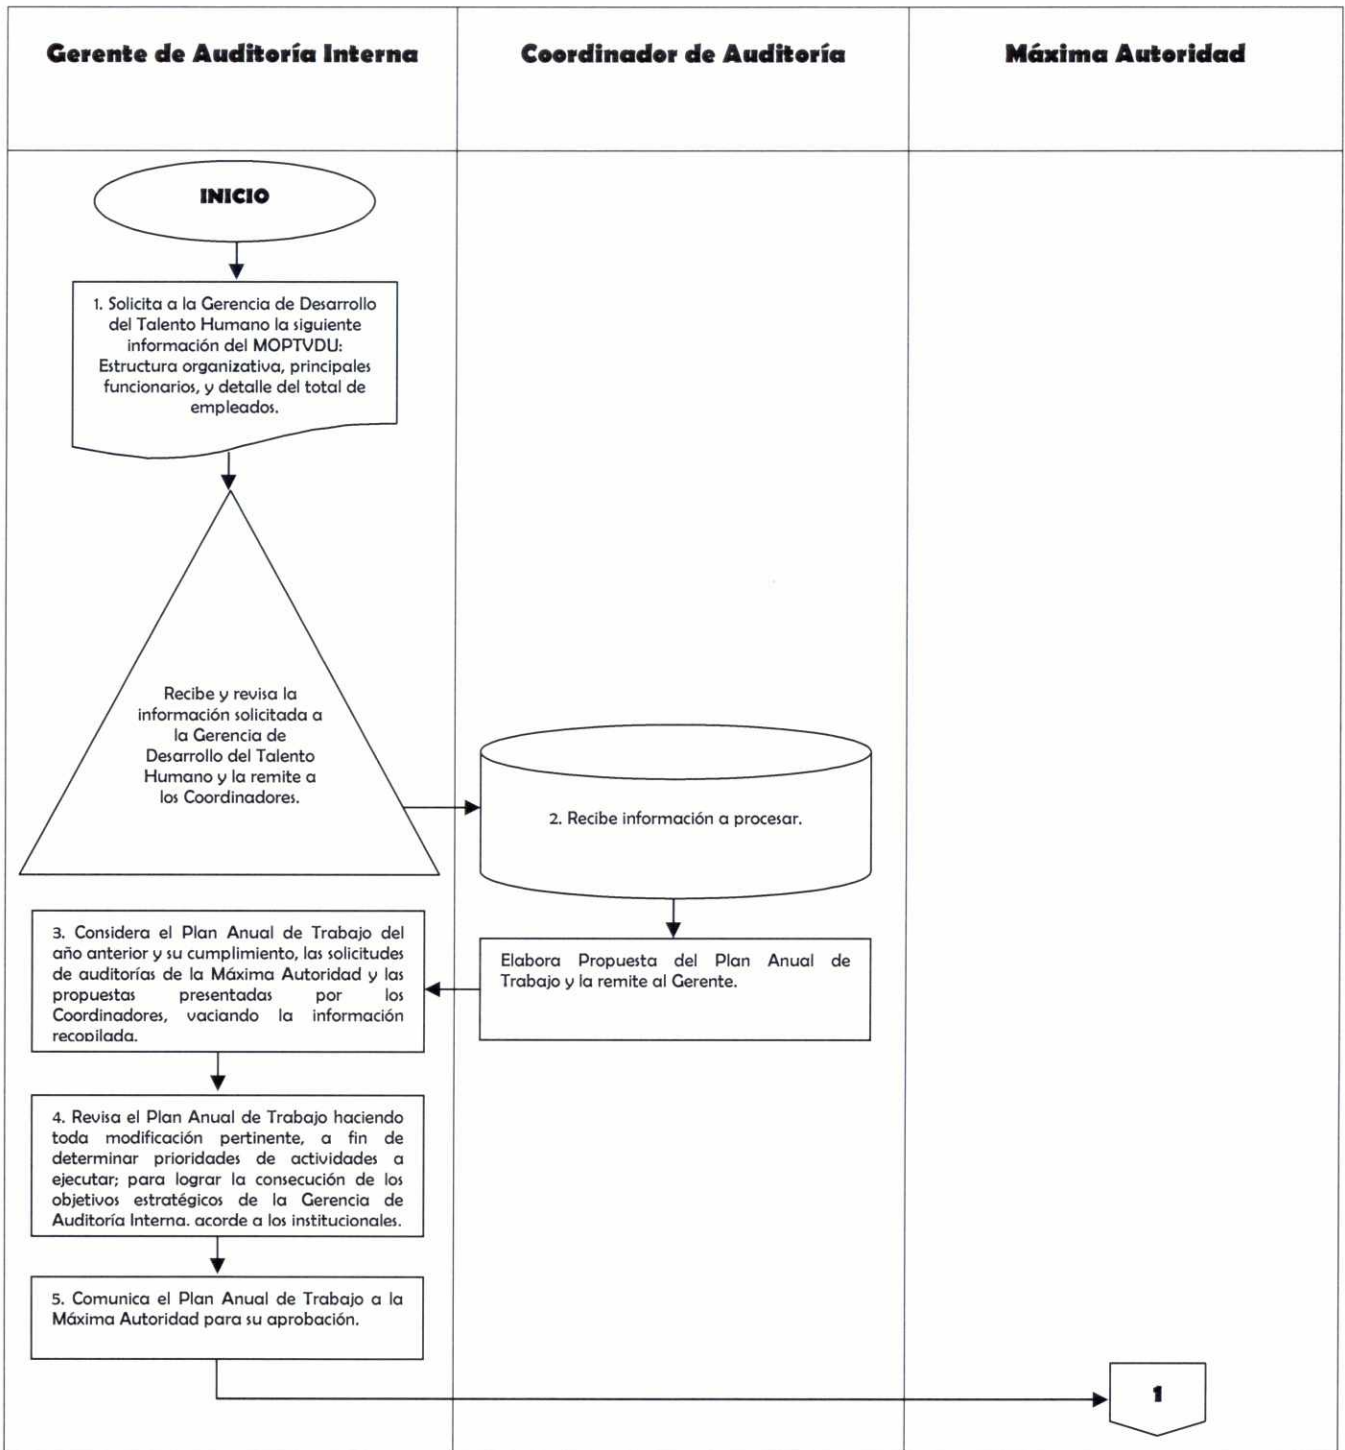 Gerente de Auditoría Interna
Coordinador de Auditoría
Máxima Autoridad
INICIO
1. Solicita a la Gerencia de Desarrollo
del Talento Humano la siguiente
información del MOPTVDU:
Estructura organizativa, principales
funcionarios, y detalle del total de
empleados.
Recibe y revisa la
información solicitada a
la Gerencia de
Desarrollo del Talento
Humano y la remite a
los Coordinadores.
2. Recibe información a procesar.
Elabora Propuesta del Plan Anual de
Trabajo y la remite al Gerente.
3. Considera el Plan Anual de Trabajo del
año anterior y su cumplimiento, las solicitudes
de auditorías de la Máxima Autoridad y las
propuestas presentadas por los
Coordinadores, vaciando la información
recopilada.
4. Revisa el Plan Anual de Trabajo haciendo
toda modificación pertinente, a fin de
determinar prioridades de actividades a
ejecutar; para lograr la consecución de los
objetivos estratégicos de la Gerencia de
Auditoría Interna. acorde a los institucionales.
5. Comunica el Plan Anual de Trabajo a la
Máxima Autoridad para su aprobación.
1